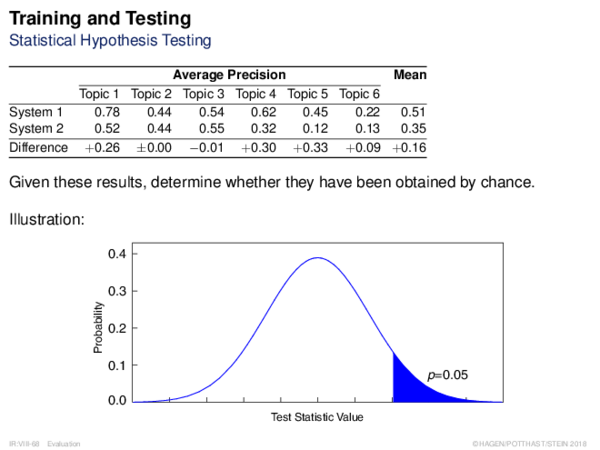 Training and Testing
Statistical Hypothesis Testing
Average Precision Mean
Topic 1 Topic 2 Topic 3 Topic 4 Topic 5 Topic 6
System 1 0.78 0.44 0.54 0.62 0.45 0.22 0.51
System 2 0.52 0.44 0.55 0.32 0.12 0.13 0.35
Difference +0.26 ±0.00 −0.01 +0.30 +0.33 +0.09 +0.16
Given these results, determine whether they have been obtained by chance.
Illustration:
0.4
0.3
0.2
0.1
0.0
Probability
p=0.05
Test Statistic Value
IR:VIII-68 Evaluation ©HAGEN/POTTHAST/STEIN 2018